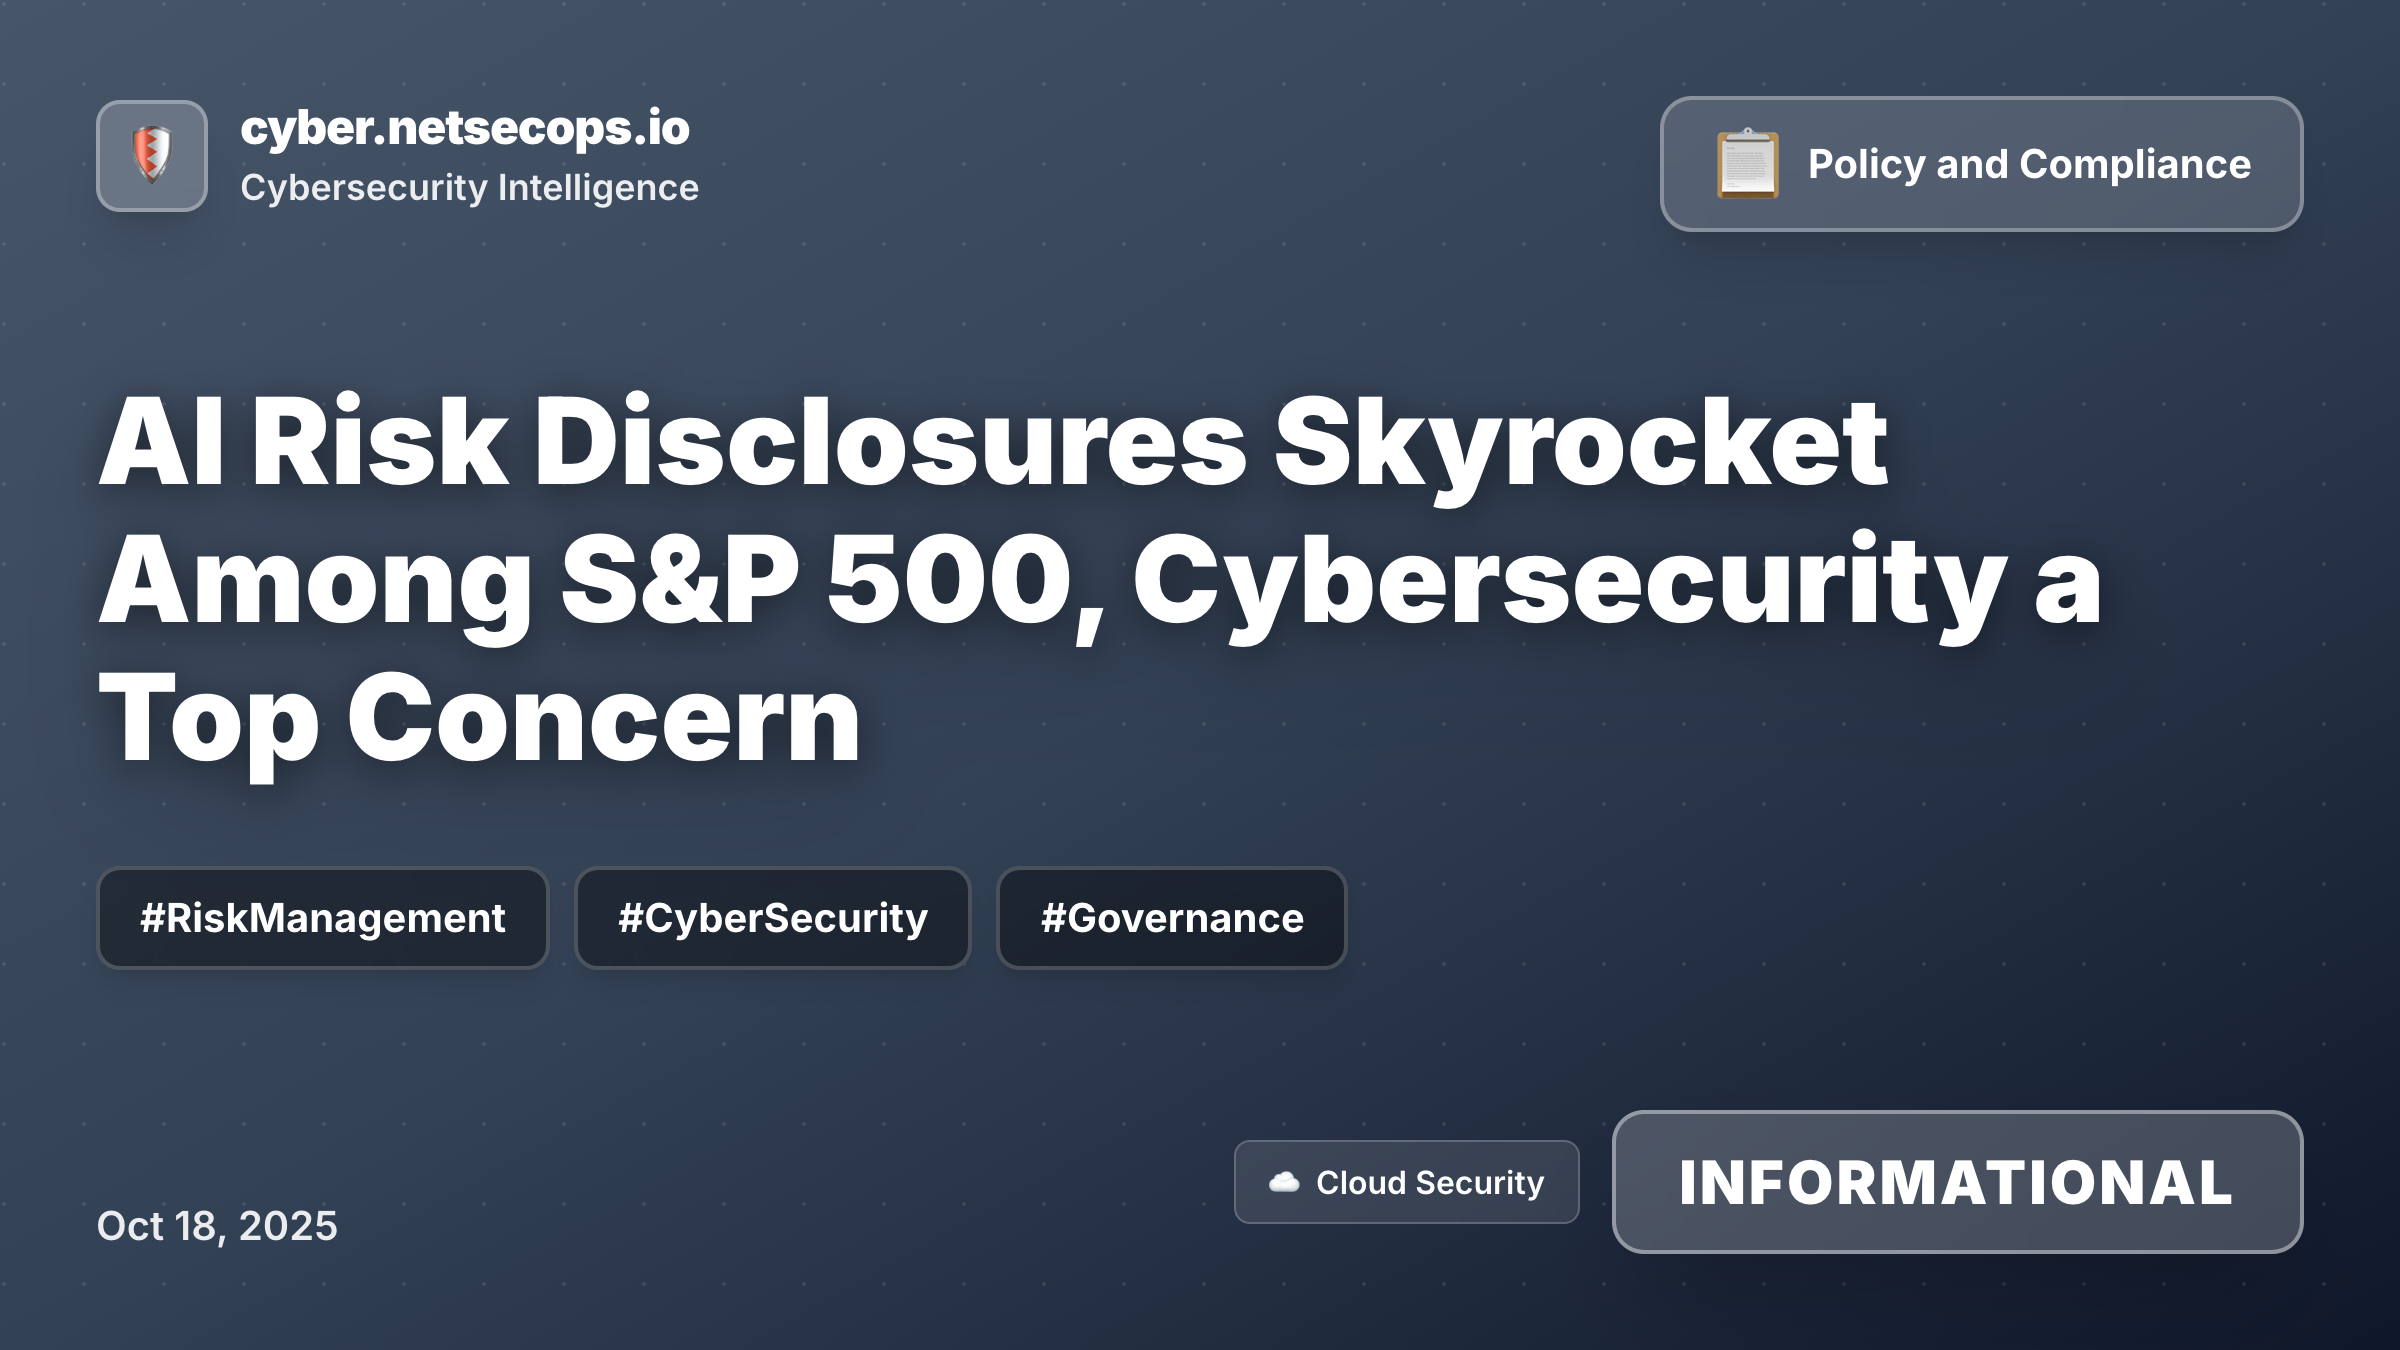 cyber.netsecops.io
Cybersecurity Intelligence
Policy and Compliance
AI Risk Disclosures Skyrocket
Among S&P 500, Cybersecurity a
Top Concern
#RiskManagement
#CyberSecurity
#Governance
Oct 18, 2025
Cloud Security
INFORMATIONAL